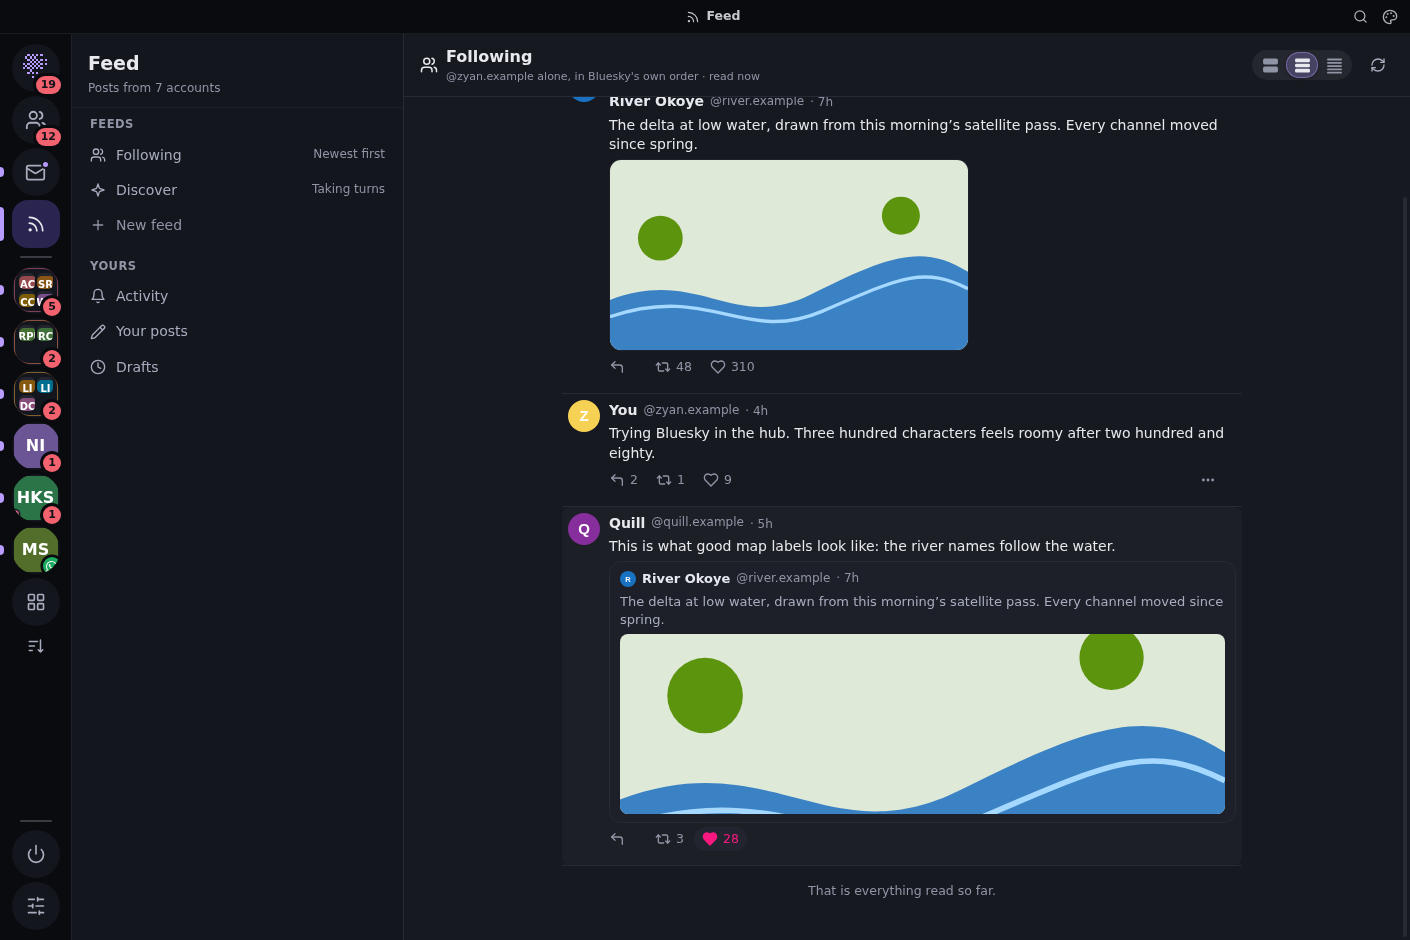 Feed
19
12
AC SR
CC
5
RP RC
2
LI LI
DC
2
NI
1
HKS
1
MS
Feed
Posts from 7 accounts
FEEDS
Following Newest first
Discover Taking turns
New feed
YOURS
Activity
Your posts
Drafts
Following
@zyan.example alone, in Bluesky's own order · read now
River Okoye @river.example · 7h
The delta at low water, drawn from this morning’s satellite pass. Every channel moved
since spring.
48 310
Z
You @zyan.example · 4h
Trying Bluesky in the hub. Three hundred characters feels roomy after two hundred and
eighty.
2 1 9
Q
Quill @quill.example · 5h
This is what good map labels look like: the river names follow the water.
R
River Okoye @river.example · 7h
The delta at low water, drawn from this morning’s satellite pass. Every channel moved since
spring.
3 28
That is everything read so far.